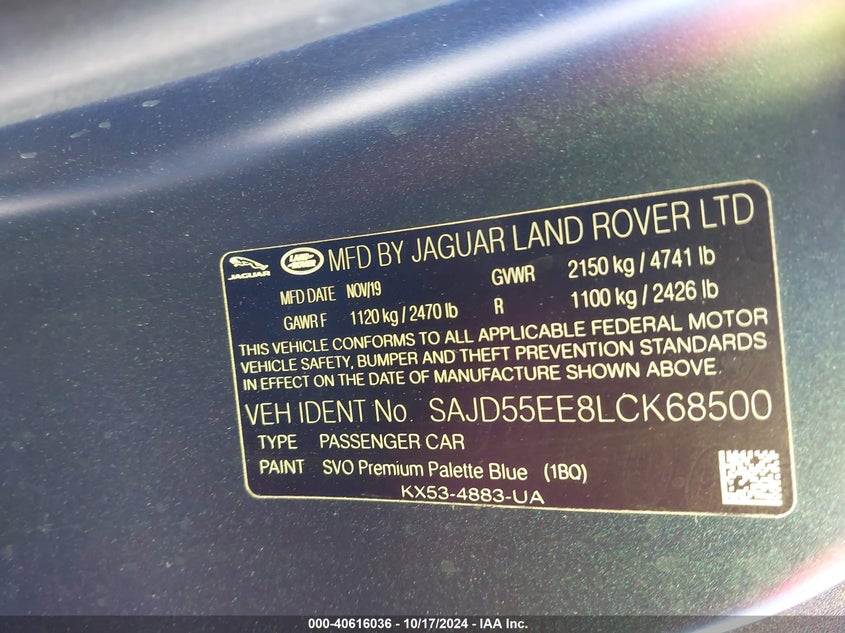 JAGUAR LAND ROVER MFD BY JAGUAR LAND ROVER LTD
MFD DATE NOV/19 GVWR 2150 kg / 4741 lb
GAWR F 1120 kg / 2470 lb R 1100 kg / 2426 lb
THIS VEHICLE CONFORMS TO ALL APPLICABLE FEDERAL MOTOR
VEHICLE SAFETY, BUMPER AND THEFT PREVENTION STANDARDS
IN EFFECT ON THE DATE OF MANUFACTURE SHOWN ABOVE.
VEH IDENT No. SAJD55EE8LCK68500
TYPE PASSENGER CAR
PAINT SVO Premium Palette Blue (1BQ)
KX53-4883-UA
000-40616036 - 10/17/2024 - IAA Inc.